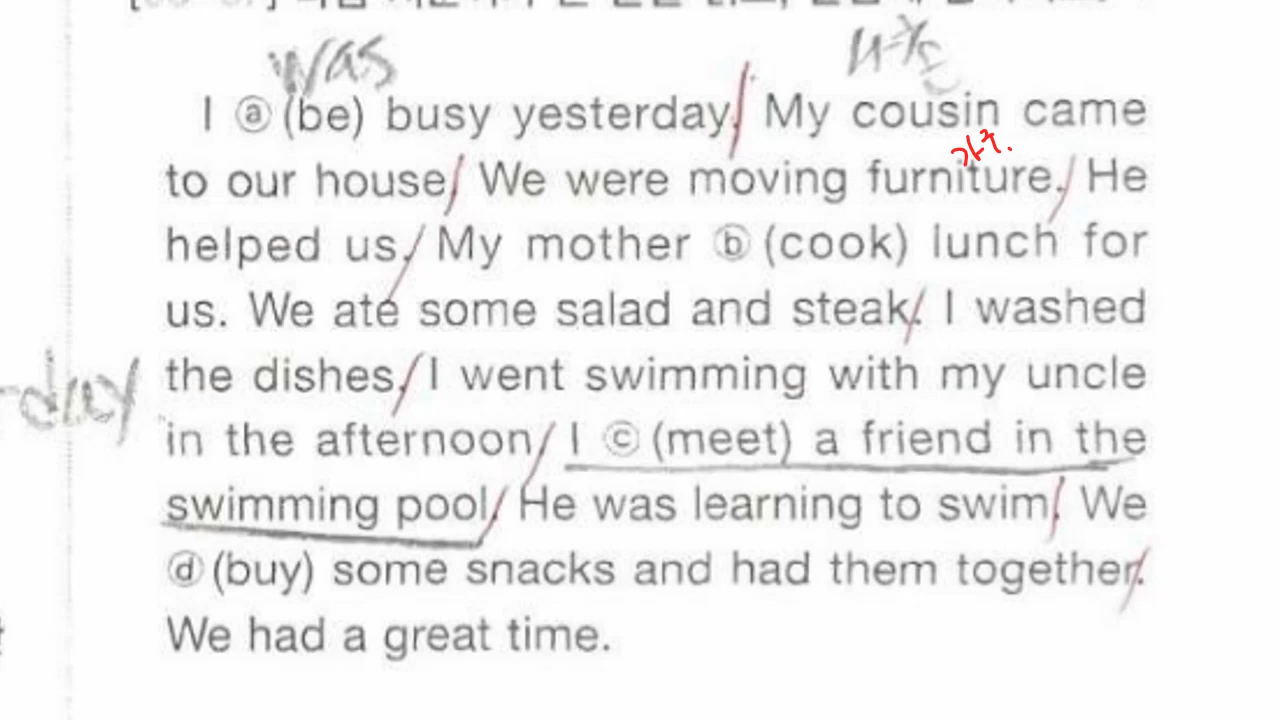 was
I ⓐ (be) busy yesterday. My cousin came
가구.
to our house. We were moving furniture. He
helped us. My mother ⓑ (cook) lunch for
us. We ate some salad and steak. I washed
the dishes. I went swimming with my uncle
day
in the afternoon. I ⓒ (meet) a friend in the
swimming pool. He was learning to swim. We
ⓓ (buy) some snacks and had them together.
We had a great time.